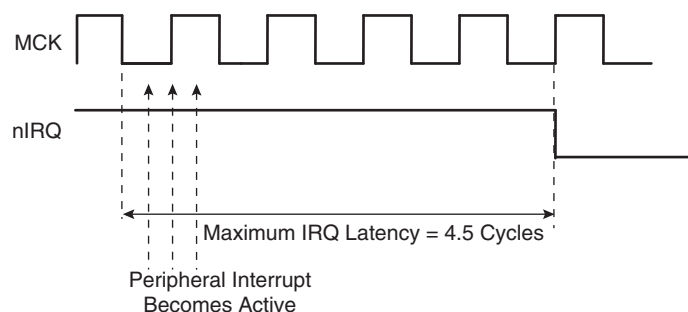 MCK
nIRQ
Maximum IRQ Latency = 4.5 Cycles
Peripheral Interrupt
Becomes Active